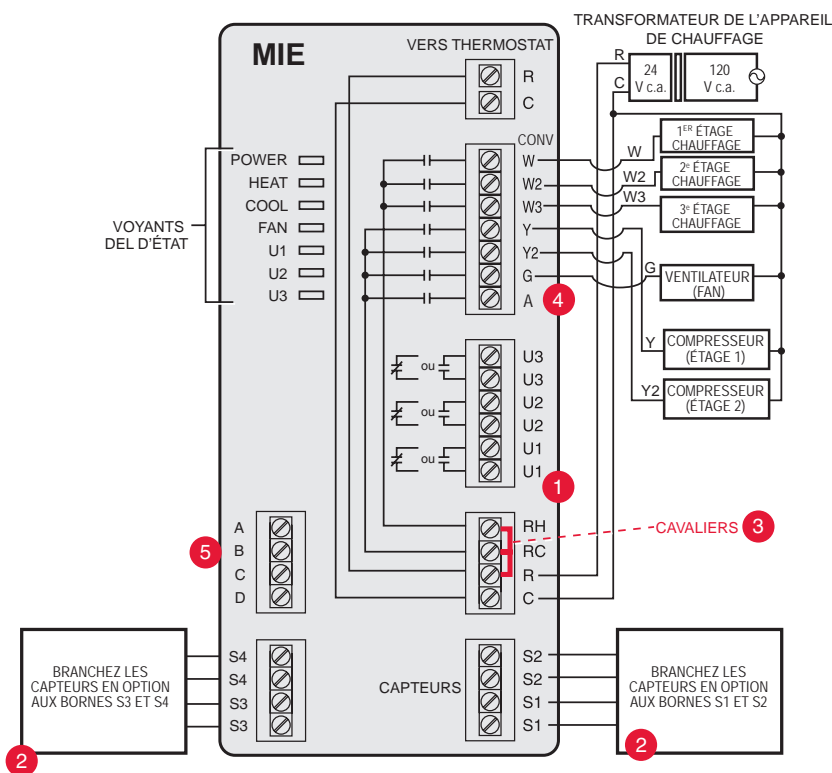 TRANSFORMATEUR DE L'APPAREIL
DE CHAUFFAGE
MIE
VERS THERMOSTAT
R
C
R
C
24
V c.a.
120
V c.a.
CONV
W
W2
W3
Y
Y2
G
A
4
W
W2
W3
G
Y
Y2
1ER ÉTAGE
CHAUFFAGE
2e ÉTAGE
CHAUFFAGE
3e ÉTAGE
CHAUFFAGE
VENTILATEUR
(FAN)
COMPRESSEUR
(ÉTAGE 1)
COMPRESSEUR
(ÉTAGE 2)
VOYANTS
DEL D'ÉTAT
POWER
HEAT
COOL
FAN
U1
U2
U3
ou
ou
ou
U3
U3
U2
U2
U1
U1
1
RH
RC
R
C
CAVALIERS 3
5
A
B
C
D
BRANCHEZ LES
CAPTEURS EN OPTION
AUX BORNES S3 ET S4
2
S4
S4
S3
S3
CAPTEURS
S2
S2
S1
S1
BRANCHEZ LES
CAPTEURS EN OPTION
AUX BORNES S1 ET S2
2